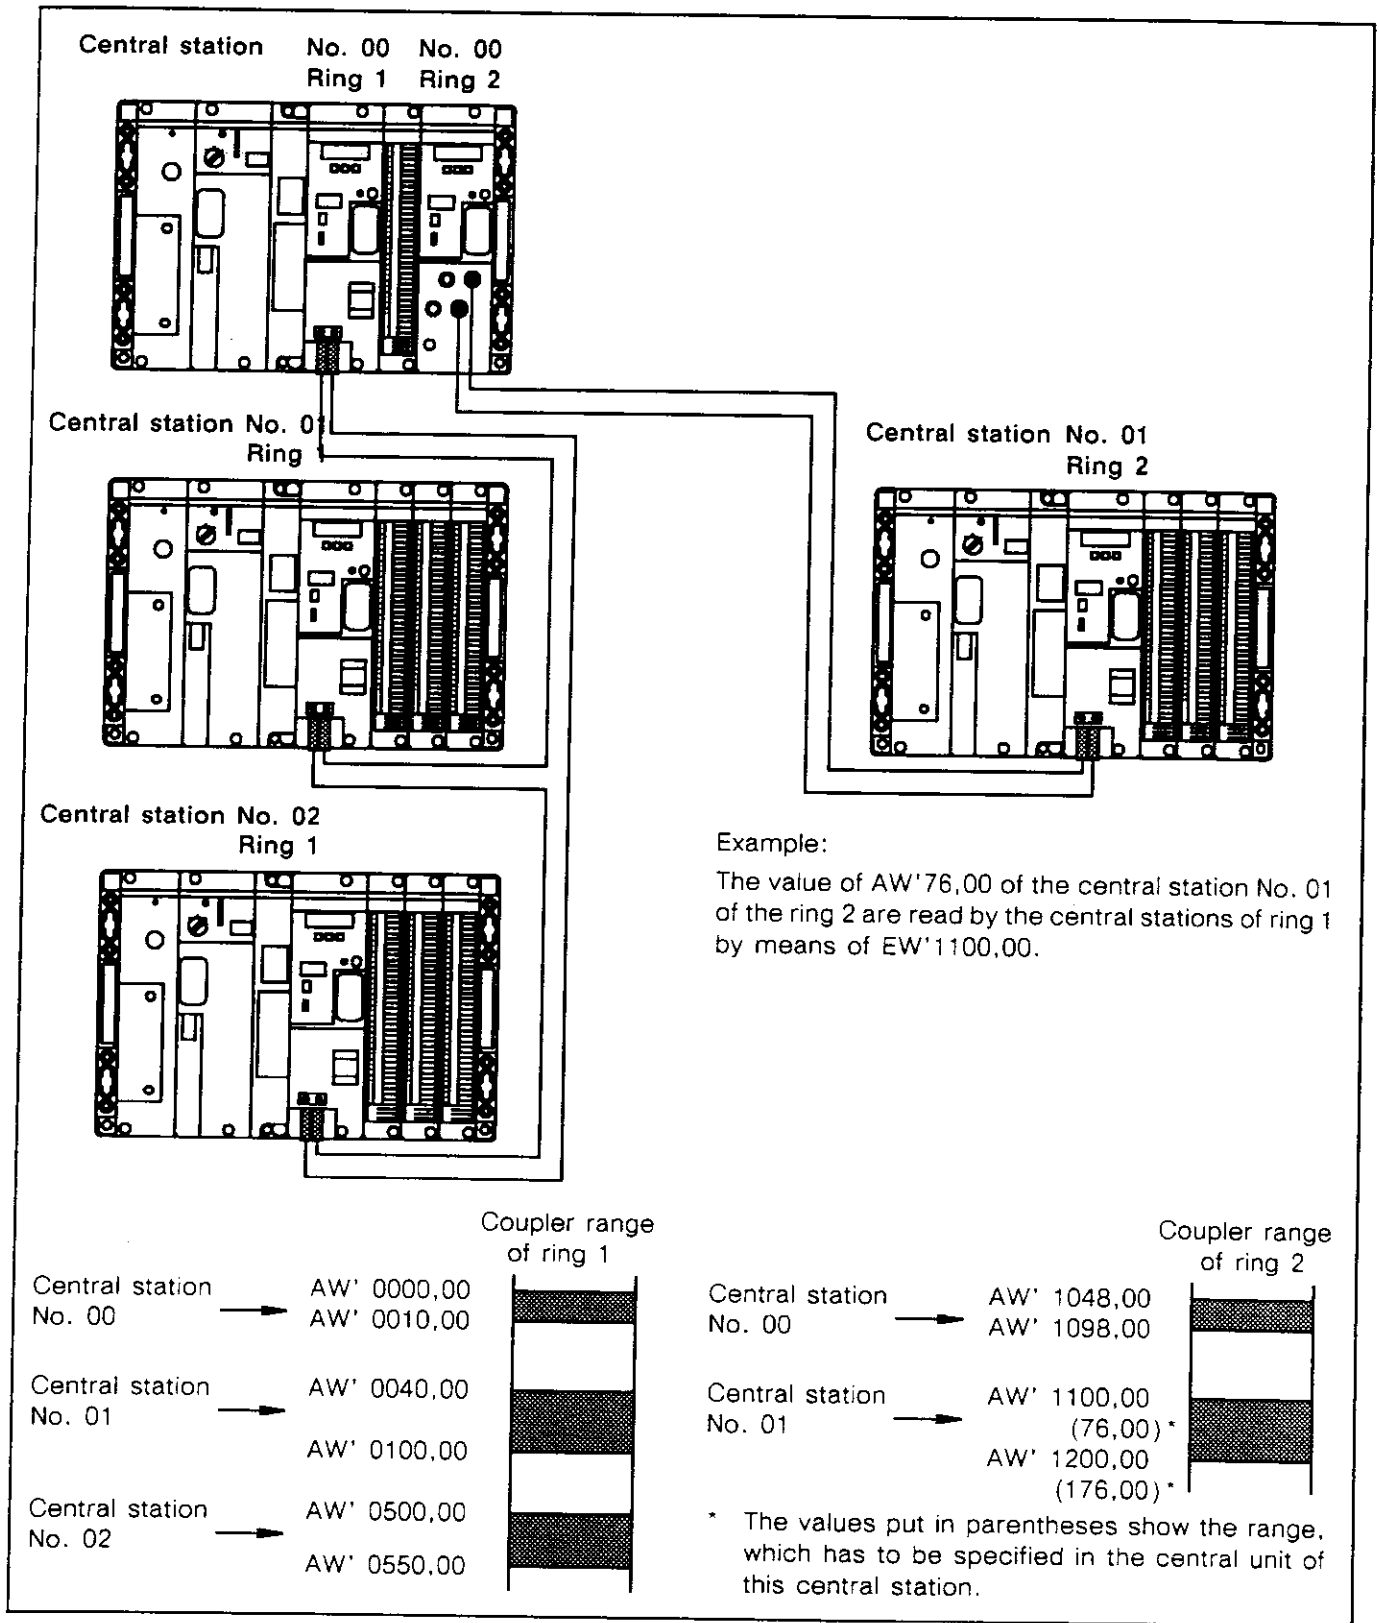 Central station No. 00 No. 00
Ring 1 Ring 2
Central station No. 0
Ring
Central station No. 01
Ring 2
Central station No. 02
Ring 1
Example:
The value of AW'76,00 of the central station No. 01
of the ring 2 are read by the central stations of ring 1
by means of EW'1100,00.
Coupler range
of ring 1
Central station
No. 00
AW' 0000,00
AW' 0010,00
Central station
No. 01
AW' 0040,00
AW' 0100,00
Central station
No. 02
AW' 0500,00
AW' 0550,00
Coupler range
of ring 2
Central station
No. 00
AW' 1048,00
AW' 1098,00
Central station
No. 01
AW' 1100,00
(76,00)*
AW' 1200,00
(176,00)*
* The values put in parentheses show the range,
which has to be specified in the central unit of
this central station.